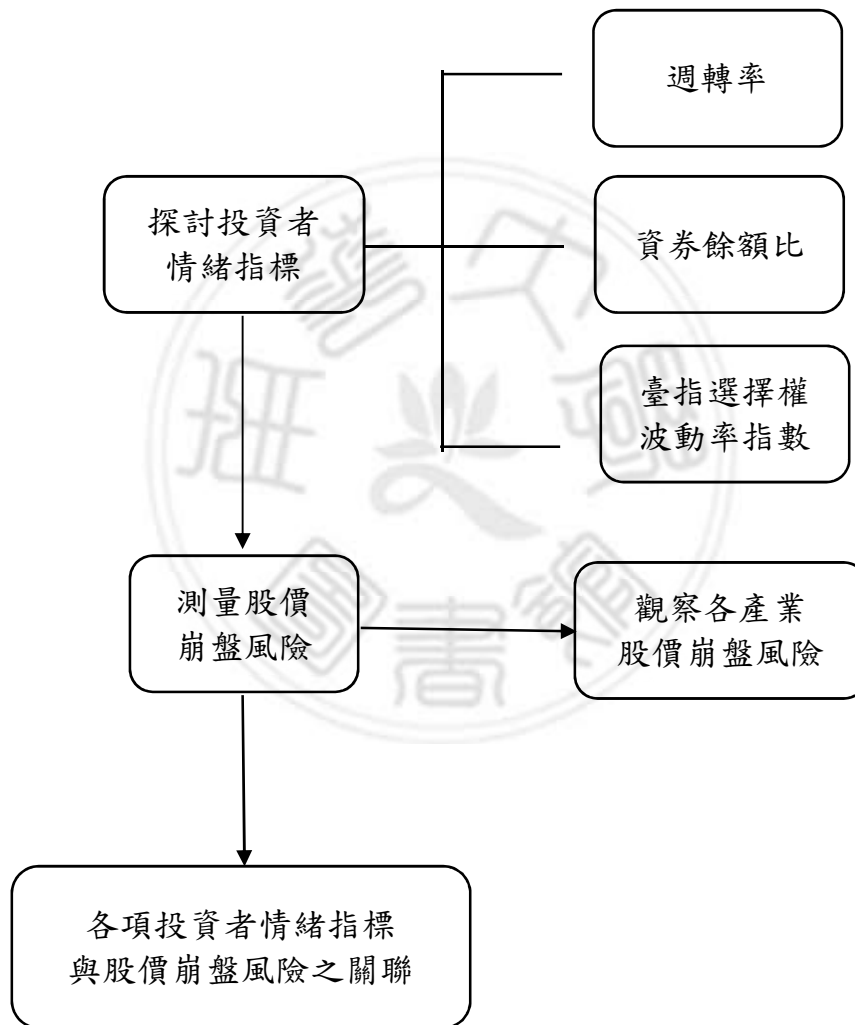 週轉率
探討投資者
情緒指標
資券餘額比
臺指選擇權
波動率指數
測量股價
崩盤風險
觀察各產業
股價崩盤風險
各項投資者情緒指標
與股價崩盤風險之關聯